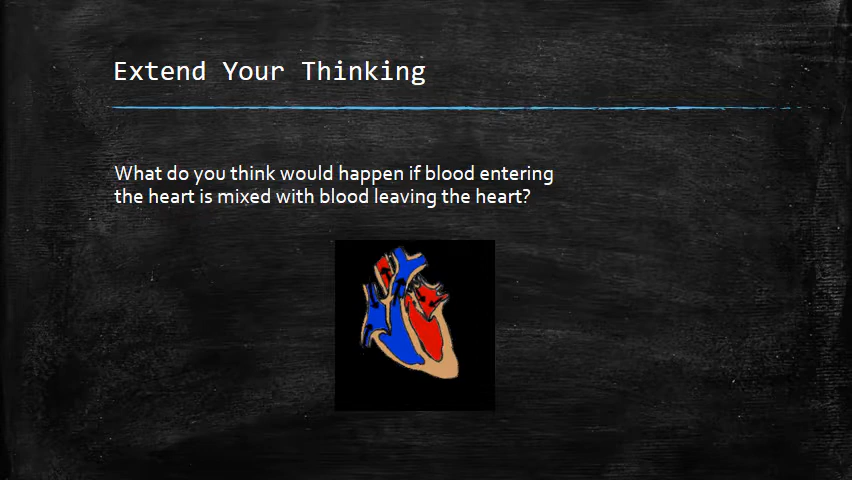 Extend Your Thinking
What do you think would happen if blood entering
the heart is mixed with blood leaving the heart?